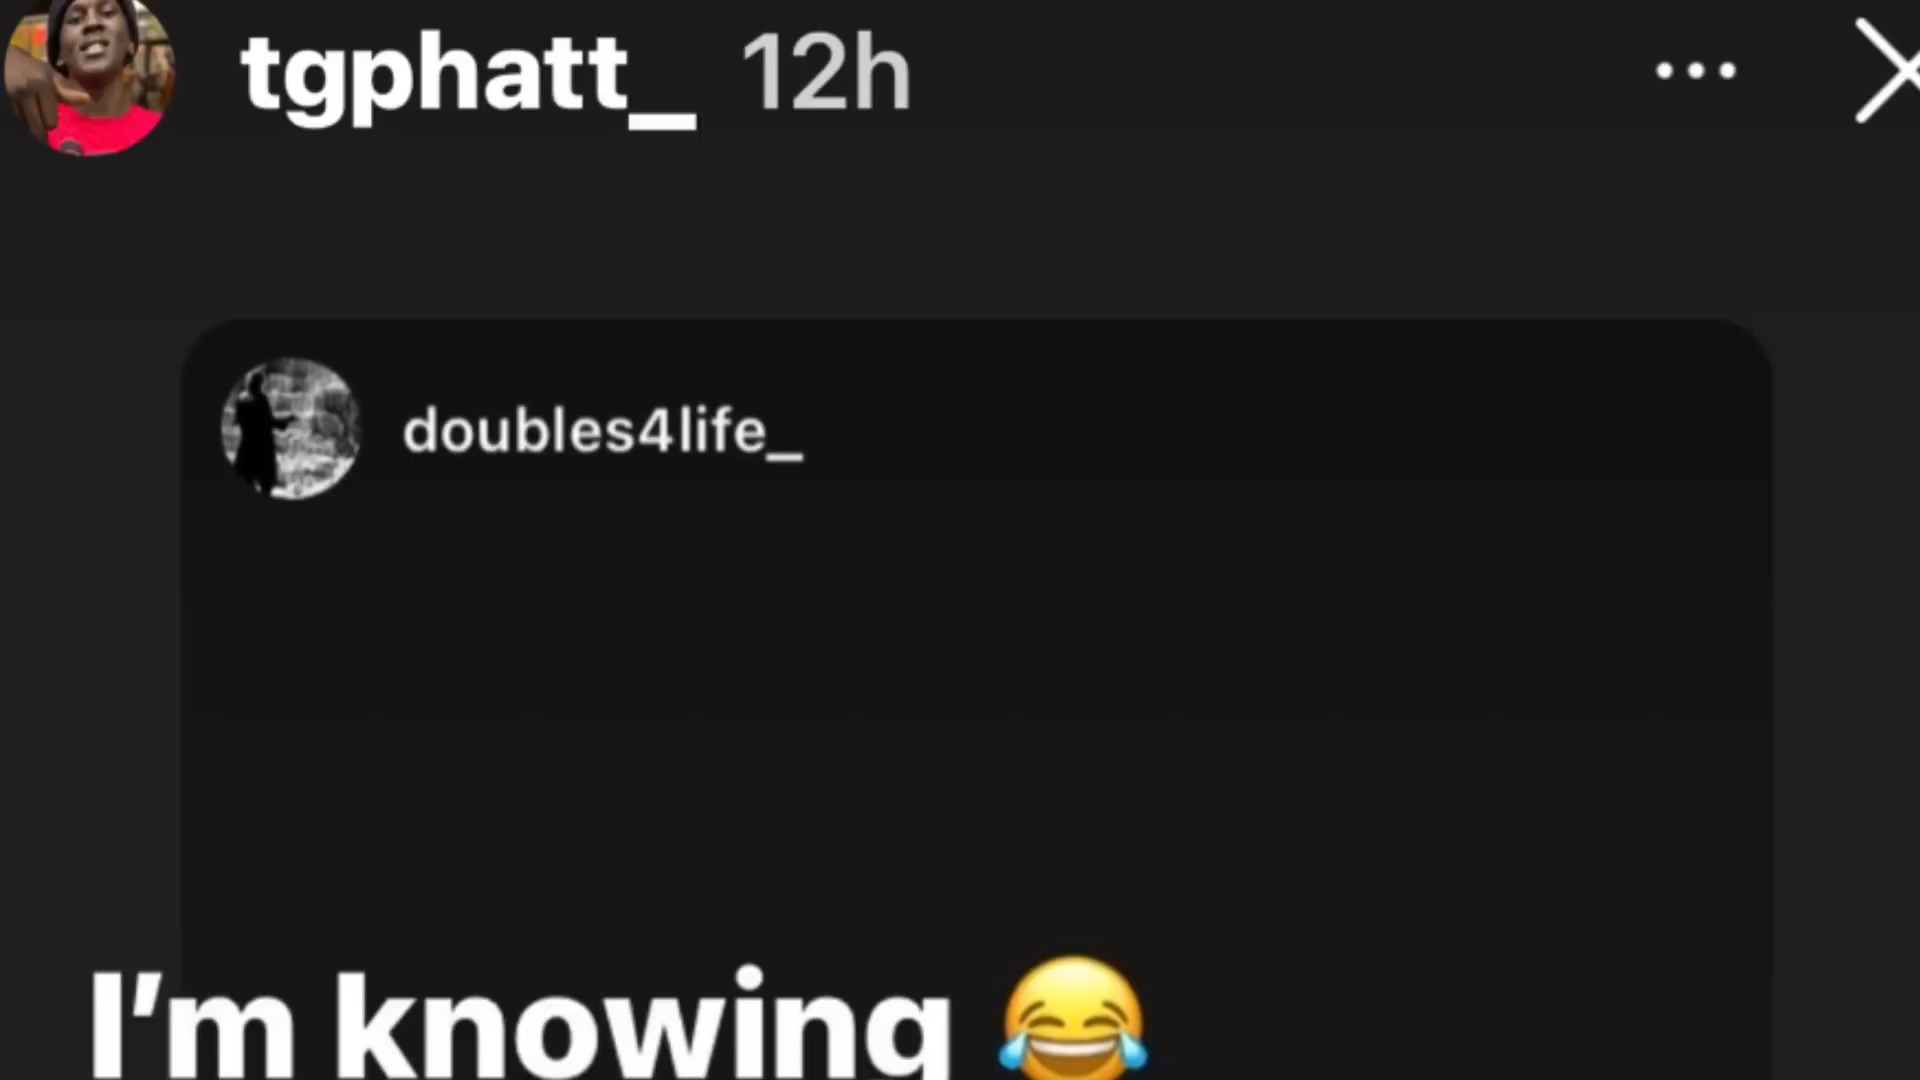 tgphatt_ 12h
doubles4life_
I'm knowing 😂